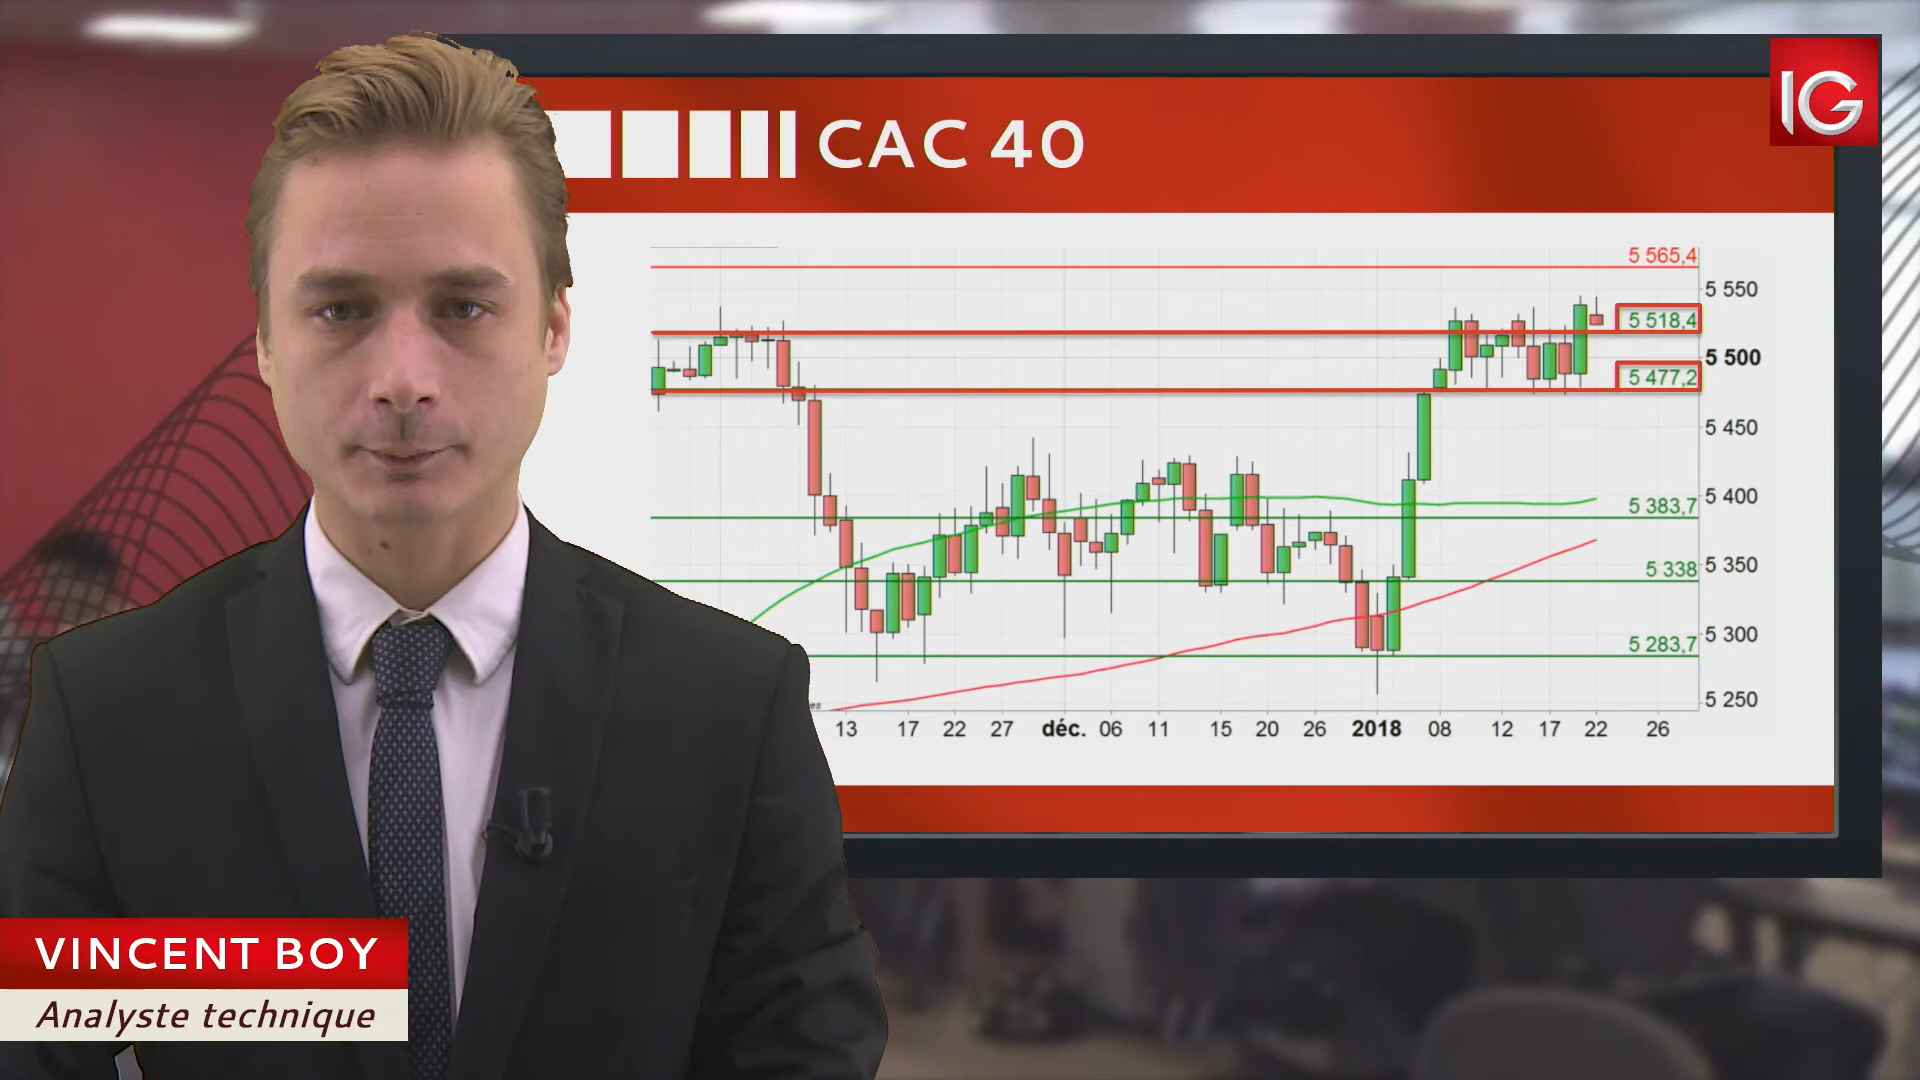 IG
CAC 40
5 565,4
5 550
5 518,4
5 500
5 477,2
5 450
5 400
5 383,7
5 350
5 338
5 300
5 283,7
5 250
13 17 22 27 déc. 06 11 15 20 26 2018 08 12 17 22 26
VINCENT BOY
Analyste technique